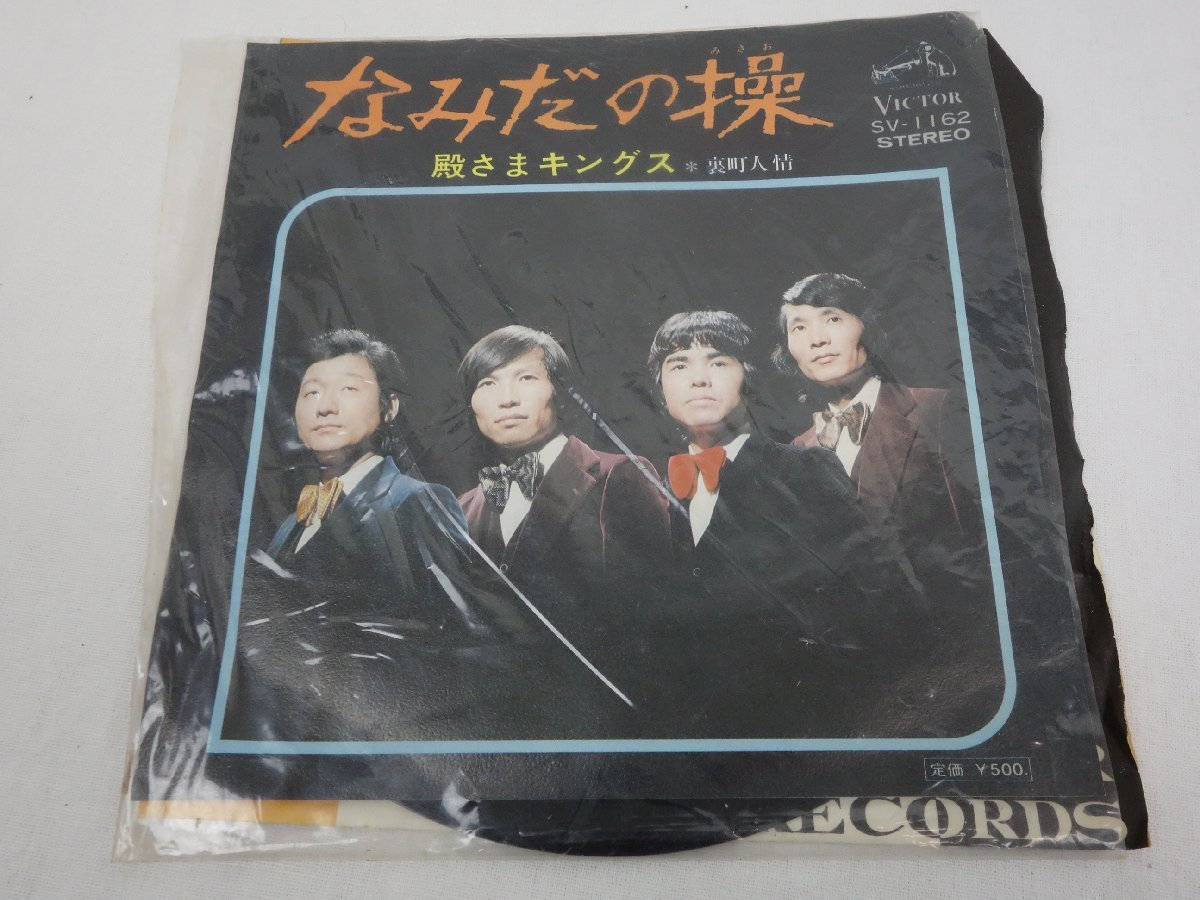 みさお
なみだの操
殿さまキングス＊裏町人情
VICTOR
SV-1162
STEREO
定価 ¥500.
R
RECORDS